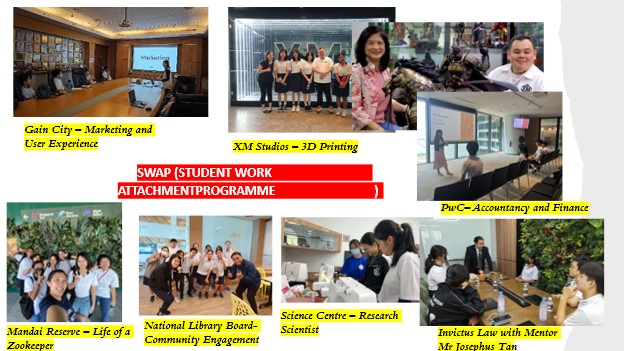 Marketing
Gain City – Marketing and
User Experience
XM Studios – 3D Printing
SWAP (STUDENT WORK
ATTACHMENTPROGRAMME )
PwC– Accountancy and Finance
Mandai Reserve – Life of a
Zookeeper
National Library Board-
Community Engagement
Science Centre – Research
Scientist
Invictus Law with Mentor
Mr Josephus Tan